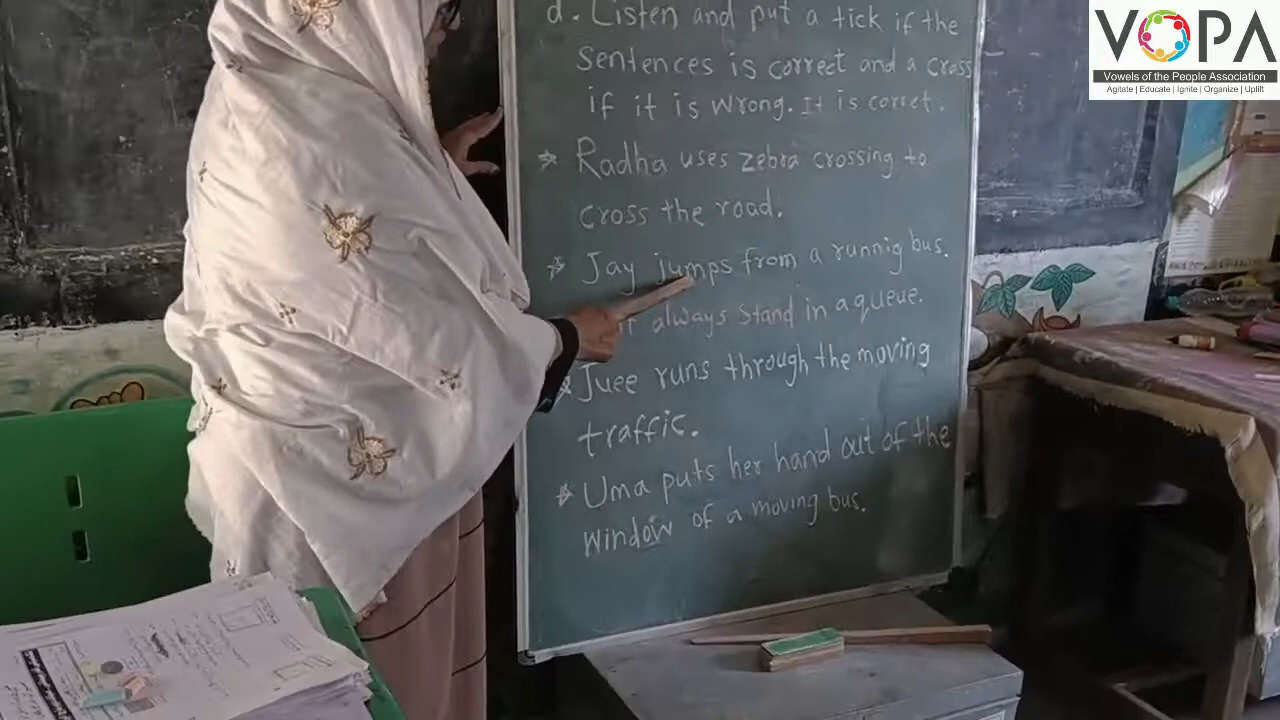 d. Listen and put a tick if the
sentences is correct and a cross
if it is wrong. It is corret.
Radha uses zebra crossing to
cross the road.
Jay jumps from a runnig bus.
always stand in a queue.
Juee runs through the moving
traffic.
Uma puts her hand out of the
window of a moving bus.
VOPA
Vowels of the People Association
Agitate | Educate | Ignite | Organize | Uplift